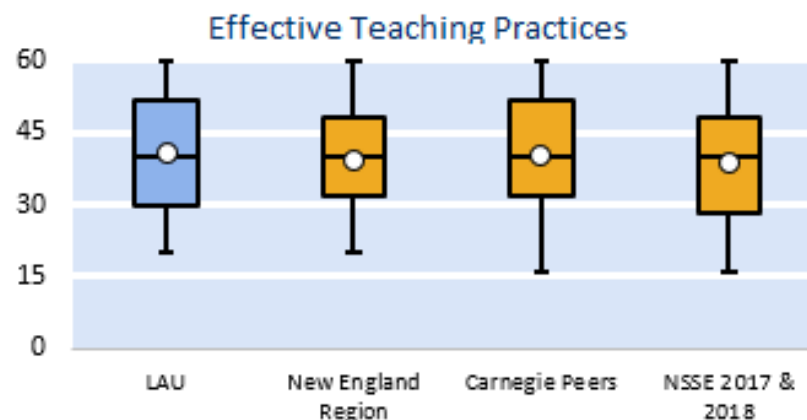 Effective Teaching Practices
60
45
30
15
0
LAU
New England
Region
Carnegie Peers
NSSE 2017 &
2018